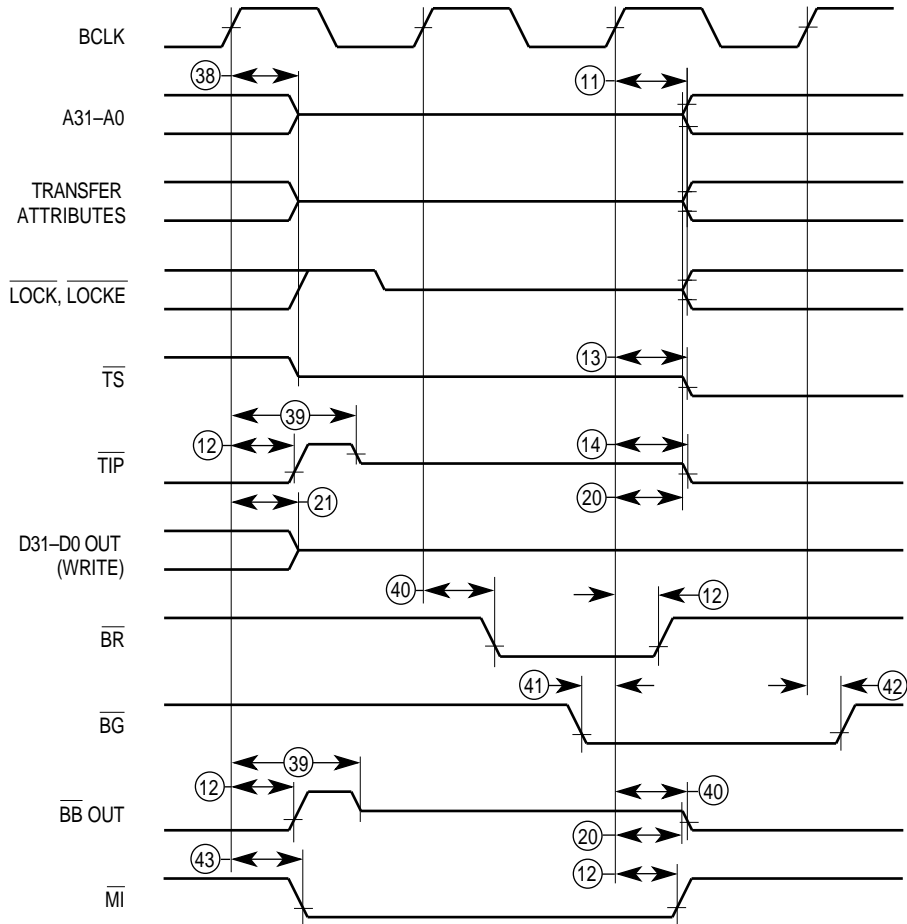 BCLK
38
11
A31–A0
TRANSFER
ATTRIBUTES
LOCK, LOCKE
13
TS
39
12
14
TIP
21
20
D31–D0 OUT
(WRITE)
40
12
BR
41
42
BG
39
12
40
BB OUT
20
43
12
MI